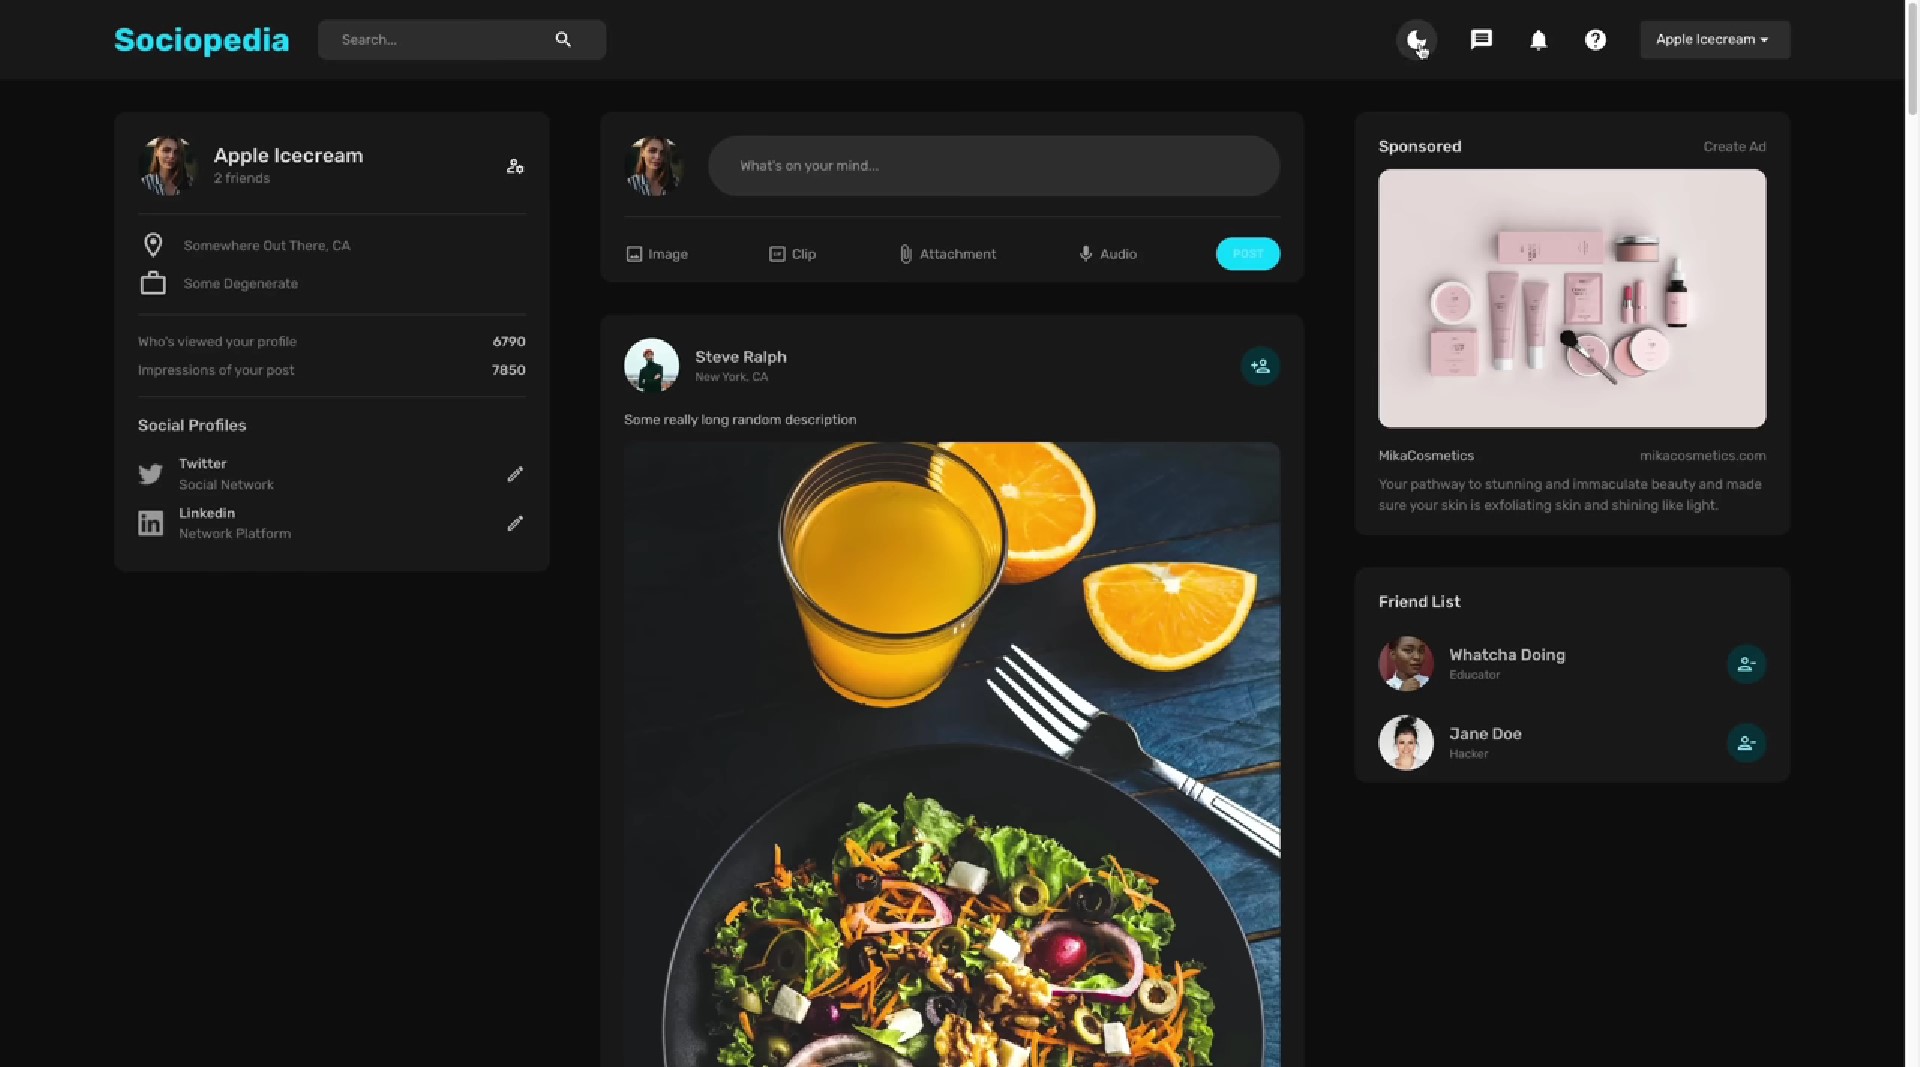 Sociopedia
Search...
Apple Icecream
Apple Icecream
2 friends
Somewhere Out There, CA
Some Degenerate
Who's viewed your profile 6790
Impressions of your post 7850
Social Profiles
Twitter
Social Network
Linkedin
Network Platform
What's on your mind...
Image Clip Attachment Audio POST
Steve Ralph
New York, CA
Some really long random description
Sponsored Create Ad
MikaCosmetics mikacosmetics.com
Your pathway to stunning and immaculate beauty and made
sure your skin is exfoliating skin and shining like light.
Friend List
Whatcha Doing
Educator
Jane Doe
Hacker